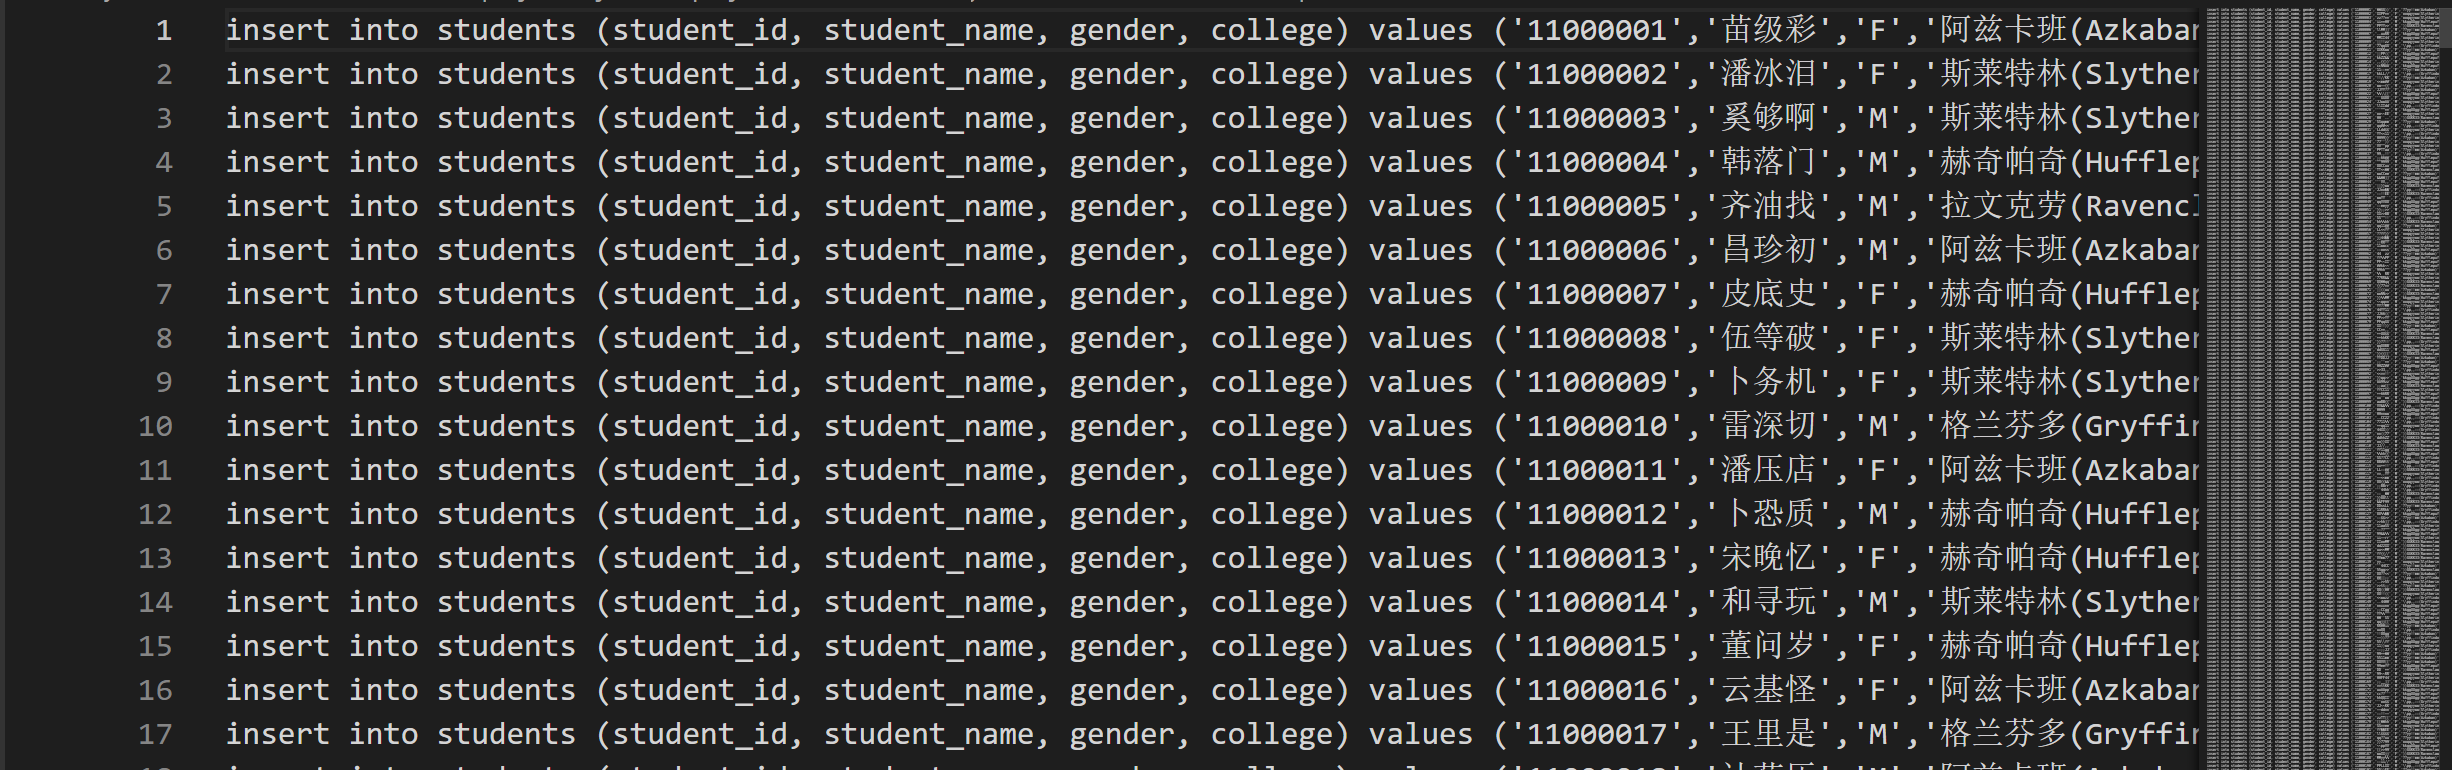 1 insert into students (student_id, student_name, gender, college) values ('11000001','苗级彩','F','阿兹卡班(Azkaban
2 insert into students (student_id, student_name, gender, college) values ('11000002','潘冰泪','F','斯莱特林(Slyther
3 insert into students (student_id, student_name, gender, college) values ('11000003','奚够啊','M','斯莱特林(Slyther
4 insert into students (student_id, student_name, gender, college) values ('11000004','韩落门','M','赫奇帕奇(Hufflep
5 insert into students (student_id, student_name, gender, college) values ('11000005','齐油找','M','拉文克劳(Ravencl
6 insert into students (student_id, student_name, gender, college) values ('11000006','昌珍初','M','阿兹卡班(Azkaban
7 insert into students (student_id, student_name, gender, college) values ('11000007','皮底史','F','赫奇帕奇(Hufflep
8 insert into students (student_id, student_name, gender, college) values ('11000008','伍等破','F','斯莱特林(Slyther
9 insert into students (student_id, student_name, gender, college) values ('11000009','卜务机','F','斯莱特林(Slyther
10 insert into students (student_id, student_name, gender, college) values ('11000010','雷深切','M','格兰芬多(Gryffin
11 insert into students (student_id, student_name, gender, college) values ('11000011','潘压店','F','阿兹卡班(Azkaban
12 insert into students (student_id, student_name, gender, college) values ('11000012','卜恐质','M','赫奇帕奇(Hufflep
13 insert into students (student_id, student_name, gender, college) values ('11000013','宋晚忆','F','赫奇帕奇(Hufflep
14 insert into students (student_id, student_name, gender, college) values ('11000014','和寻玩','M','斯莱特林(Slyther
15 insert into students (student_id, student_name, gender, college) values ('11000015','董问岁','F','赫奇帕奇(Hufflep
16 insert into students (student_id, student_name, gender, college) values ('11000016','云基怪','F','阿兹卡班(Azkaban
17 insert into students (student_id, student_name, gender, college) values ('11000017','王里是','M','格兰芬多(Gryffin